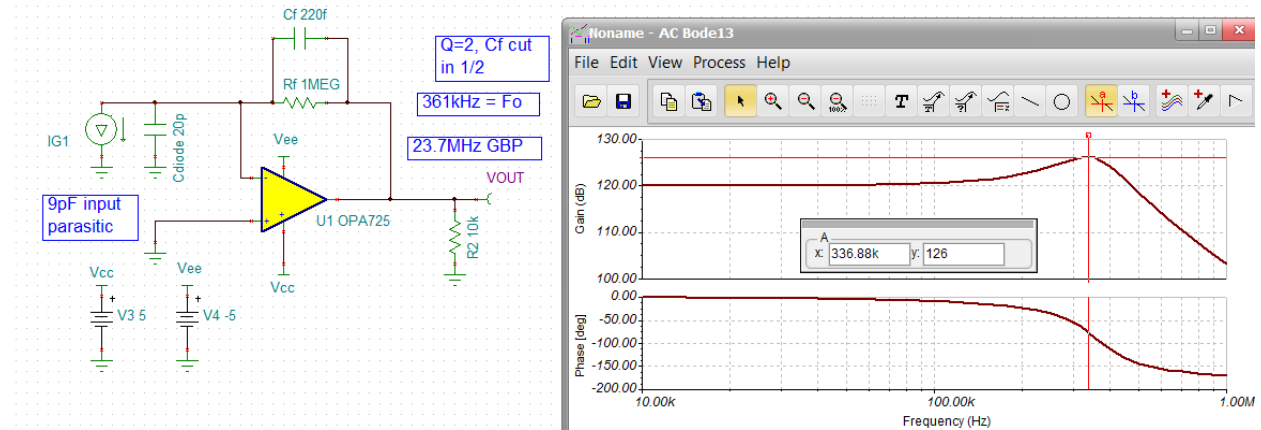 Cf 220f
Q=2, Cf cut
in 1/2
Rf 1MEG
361kHz = Fo
IG1
Cdiode 20p
Vee
23.7MHz GBP
VOUT
-
+
+
U1 OPA725
9pF input
parasitic
R2 10k
Vcc
Vcc
Vee
+
V3 5
+
V4 -5
Noname - AC Bode13
File Edit View Process Help
100%
T
a
b
130.00
120.00
110.00
100.00
Gain (dB)
a
A
x: 336.88k y: 126
0.00
-50.00
-100.00
-150.00
-200.00
Phase [deg]
10.00k 100.00k 1.00M
Frequency (Hz)